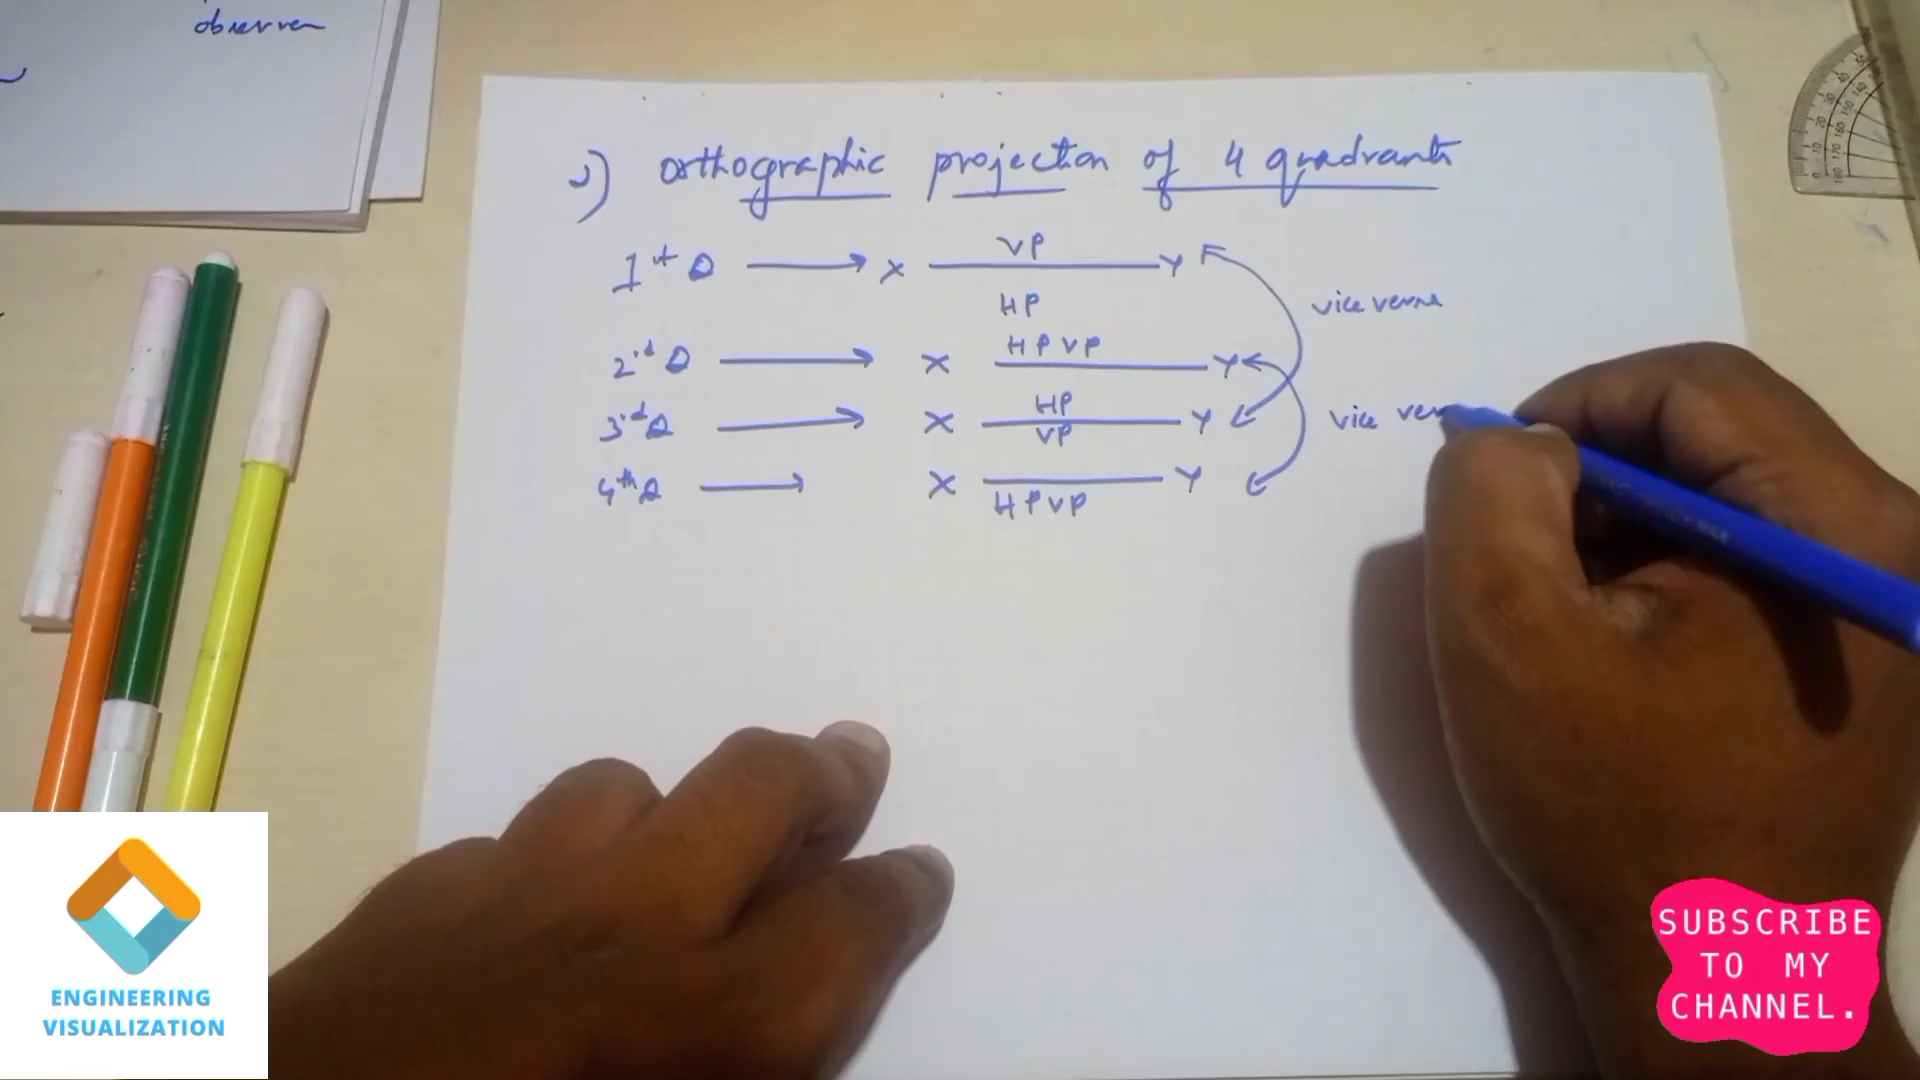 observer
2) orthographic projection of 4 quadrants
1st Q → X VP Y
HP
vice versa
2nd Q → X HP VP Y
3rd Q → X HP Y
VP
vice ver
4th Q → X Y
HP VP
ENGINEERING
VISUALIZATION
SUBSCRIBE
TO MY
CHANNEL.